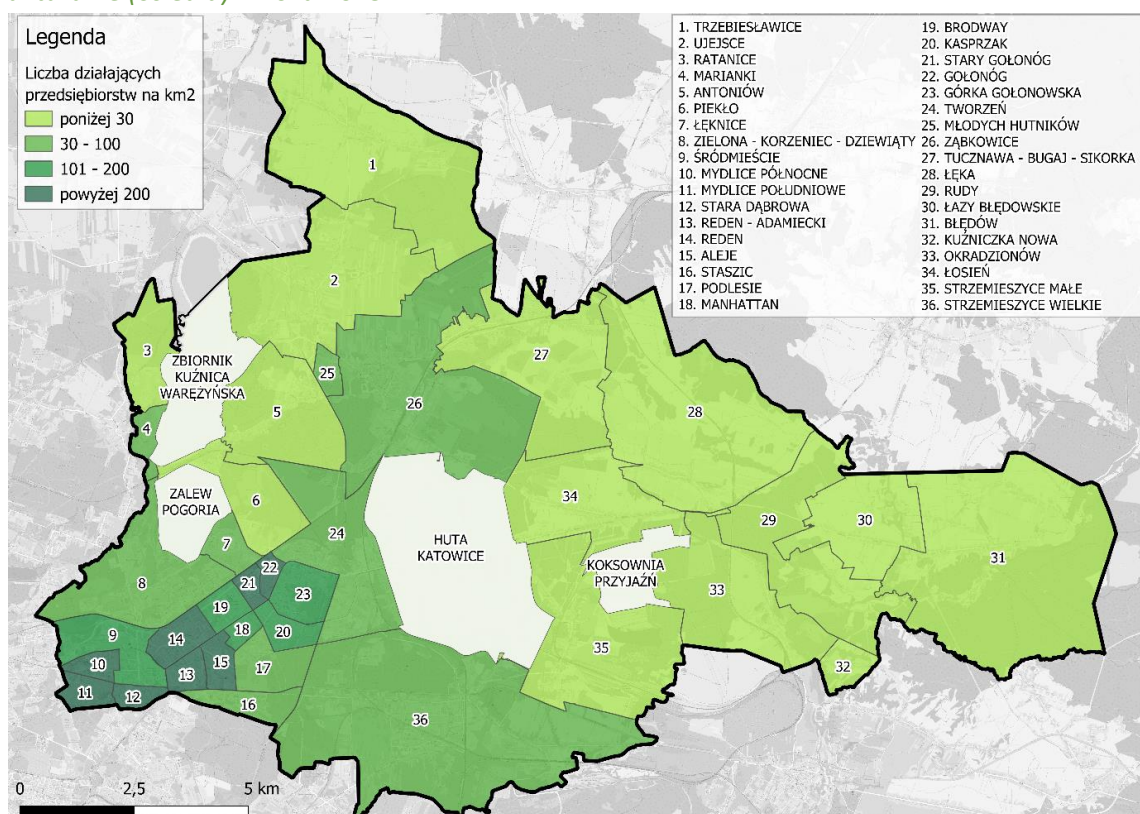 Legenda
Liczba działających
przedsiębiorstw na km2
poniżej 30
30 - 100
101 - 200
powyżej 200
1. TRZEBIESŁAWICE
2. UJEJSCE
3. RATANICE
4. MARIANKI
5. ANTONIÓW
6. PIEKŁO
7. ŁĘKNICE
8. ZIELONA - KORZENIEC - DZIEWIĄTY
9. ŚRÓDMIEŚCIE
10. MYDLICE PÓŁNOCNE
11. MYDLICE POŁUDNIOWE
12. STARA DĄBROWA
13. REDEN - ADAMIECKI
14. REDEN
15. ALEJE
16. STASZIC
17. PODLESIE
18. MANHATTAN
19. BRODWAY
20. KASPRZAK
21. STARY GOŁONÓG
22. GOŁONÓG
23. GÓRKA GOŁONOWSKA
24. TWORZEŃ
25. MŁODYCH HUTNIKÓW
26. ZĄBKOWICE
27. TUCZNAWA - BUGAJ - SIKORKA
28. ŁĘKA
29. RUDY
30. ŁAZY BŁĘDOWSKIE
31. BŁĘDÓW
32. KUŹNICZKA NOWA
33. OKRADZIONÓW
34. ŁOSIEŃ
35. STRZEMIESZYCE MAŁE
36. STRZEMIESZYCE WIELKIE
1
2
3
ZBIORNIK
KUŹNICA
WARĘŻYŃSKA
25
27
5
26
28
4
ZALEW
POGORIA
6
34
24
29
30
7
HUTA
KATOWICE
KOKSOWNIA
PRZYJAŹŃ
31
22
8
21
23
33
19
9
18
20
14
35
10
15
17
13
32
11
12
16
36
0
2,5
5 km